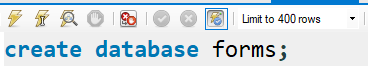 Limit to 400 rows
create database forms;